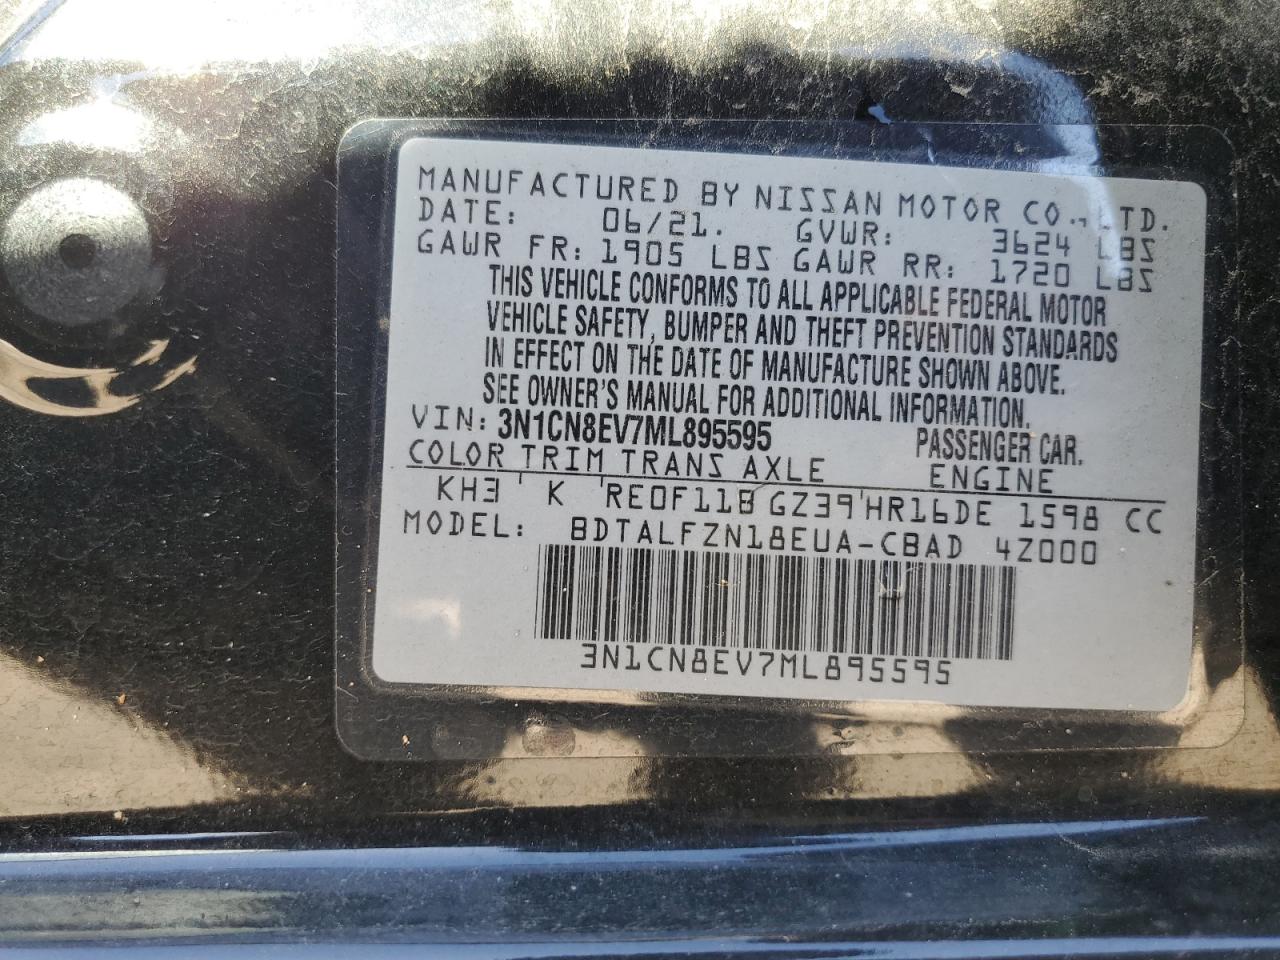 MANUFACTURED BY NISSAN MOTOR CO., LTD.
DATE: 06/21. GVWR: 3624 LBS
GAWR FR: 1905 LBS GAWR RR: 1720 LBS
THIS VEHICLE CONFORMS TO ALL APPLICABLE FEDERAL MOTOR
VEHICLE SAFETY, BUMPER AND THEFT PREVENTION STANDARDS
IN EFFECT ON THE DATE OF MANUFACTURE SHOWN ABOVE.
SEE OWNER'S MANUAL FOR ADDITIONAL INFORMATION.
VIN: 3N1CN8EV7ML895595 PASSENGER CAR.
COLOR TRIM TRANS AXLE ENGINE
KH3 ' K 'RE0F11B GZ39'HR16DE 1598 CC
MODEL: BDTALFZN18EUA-CBAD 4Z000
3N1CN8EV7ML895595